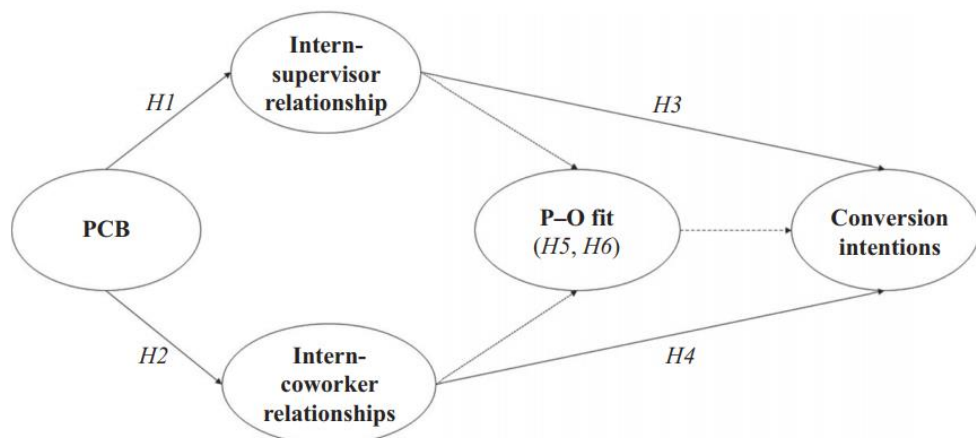 Intern-
supervisor
relationship
H1
H3
PCB
P–O fit
(H5, H6)
Conversion
intentions
H2
H4
Intern-
coworker
relationships